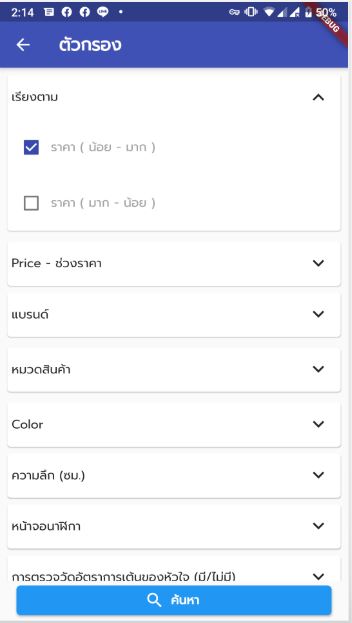 2:14
50%
DEBUG
ตัวกรอง
เรียงตาม
ราคา ( น้อย - มาก )
ราคา ( มาก - น้อย )
Price - ช่วงราคา
แบรนด์
หมวดสินค้า
Color
ความลึก (ซม.)
หน้าจอนาฬิกา
การตรวจวัดอัตราการเต้นของหัวใจ (มี/ไม่มี)
ค้นหา